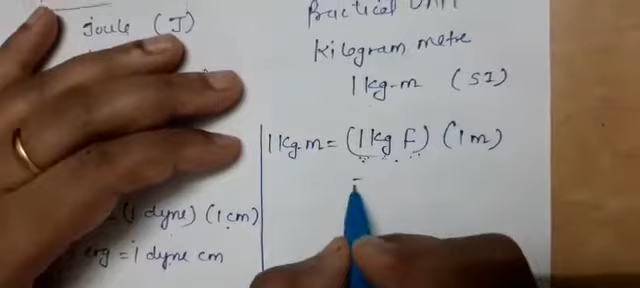 joule (J)
(1 dyne) (1 cm)
erg = 1 dyne cm
Practical Unit
Kilogram metre
1 kg-m (SI)
1 kg.m = (1 kg F) (1 m)
=